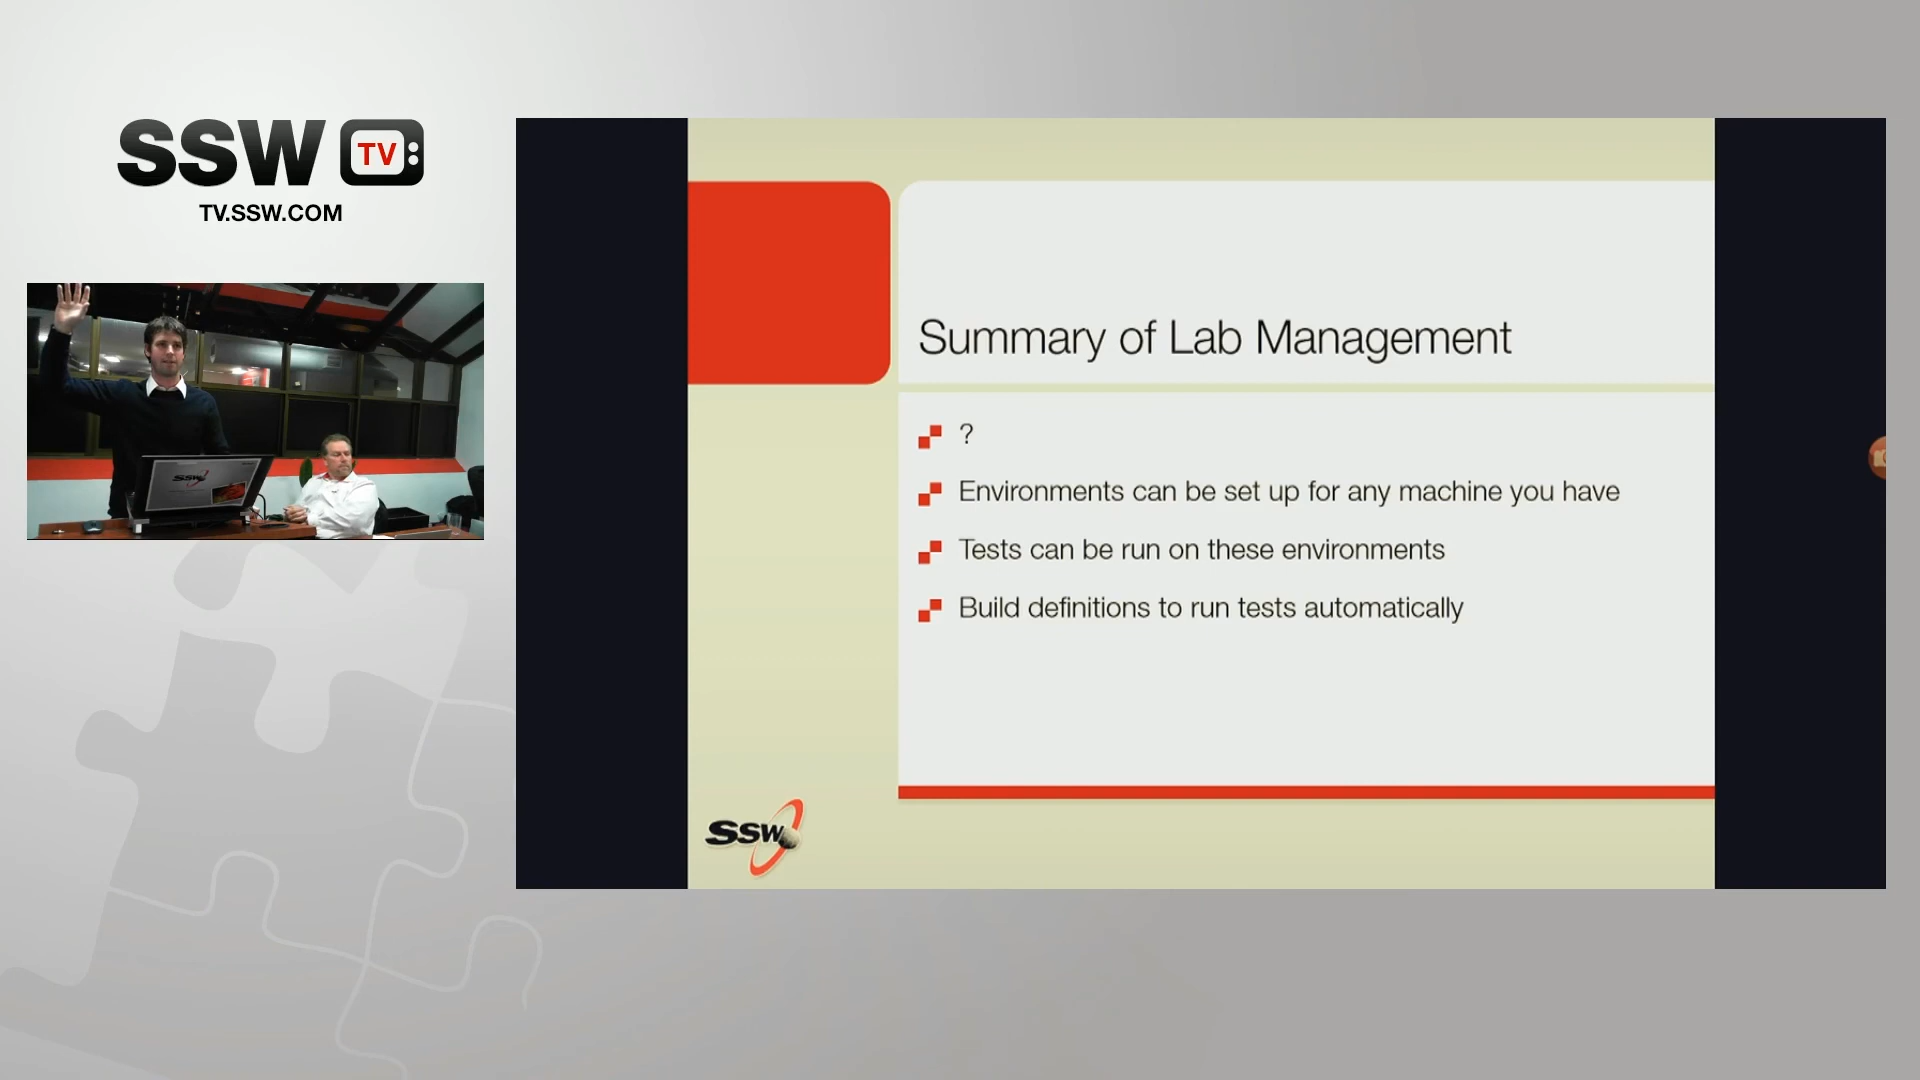 SSW TV
TV.SSW.COM
SSW
Summary of Lab Management
?
Environments can be set up for any machine you have
Tests can be run on these environments
Build definitions to run tests automatically
SSW